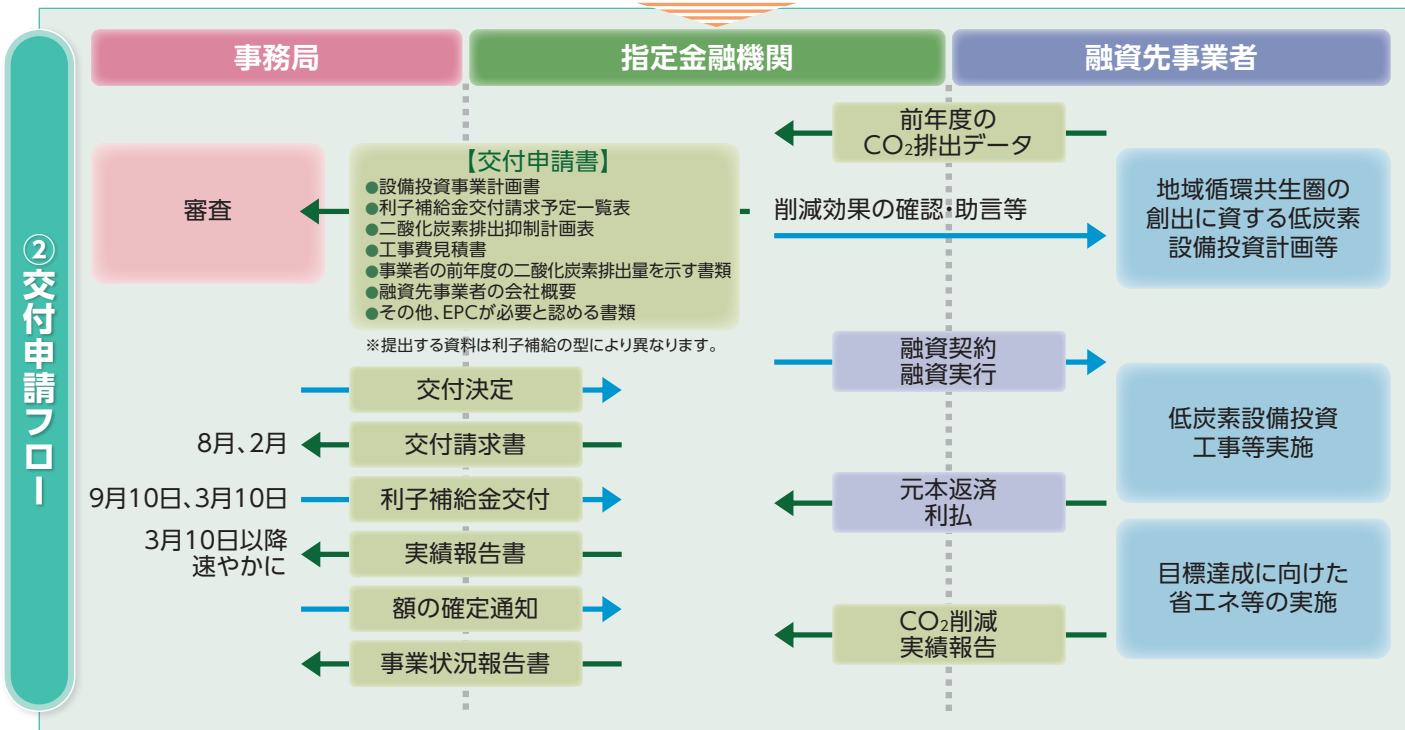 ②交付申請フロー
事務局
指定金融機関
融資先事業者
前年度の
CO₂排出データ
審査
【交付申請書】
●設備投資事業計画書
●利子補給金交付請求予定一覧表
●二酸化炭素排出抑制計画表
●工事費見積書
●事業者の前年度の二酸化炭素排出量を示す書類
●融資先事業者の会社概要
●その他、EPCが必要と認める書類
※提出する資料は利子補給の型により異なります。
削減効果の確認・助言等
地域循環共生圏の
創出に資する低炭素
設備投資計画等
融資契約
融資実行
交付決定
低炭素設備投資
工事等実施
8月、2月
交付請求書
9月10日、3月10日
利子補給金交付
元本返済
利払
3月10日以降
速やかに
実績報告書
目標達成に向けた
省エネ等の実施
額の確定通知
CO₂削減
実績報告
事業状況報告書